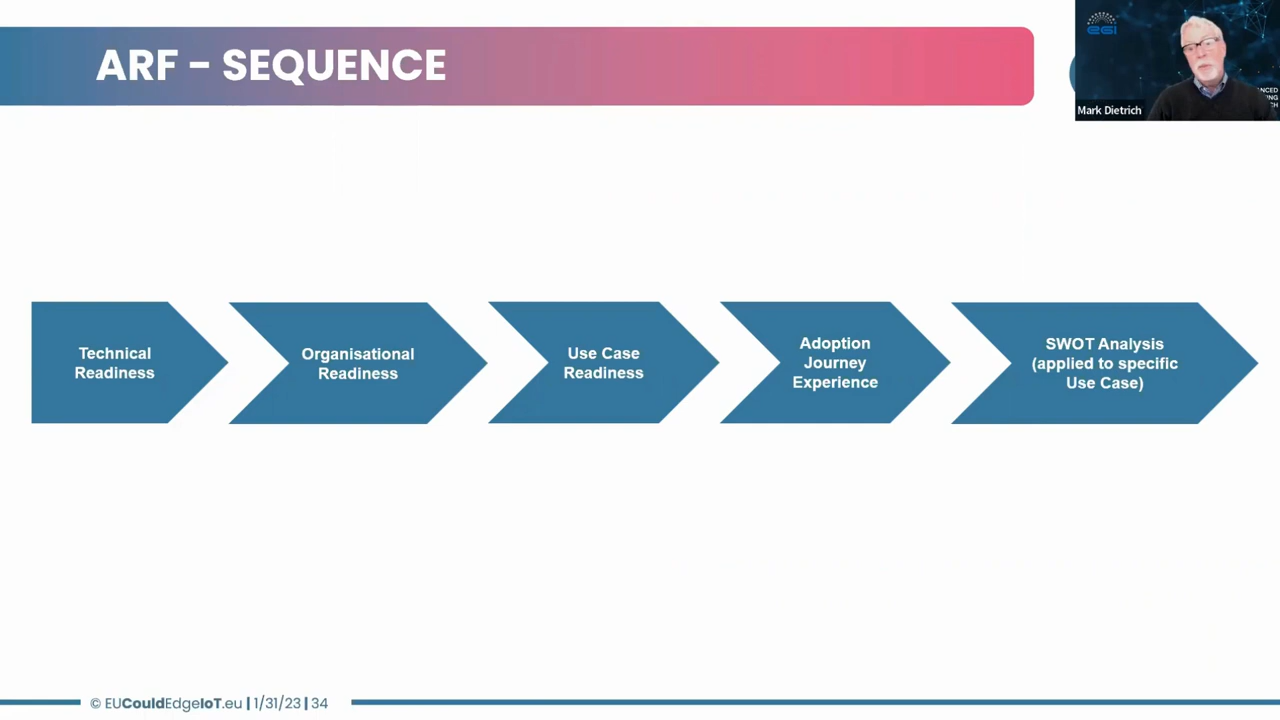 ARF - SEQUENCE
eGI
Mark Dietrich
Technical
Readiness
Organisational
Readiness
Use Case
Readiness
Adoption
Journey
Experience
SWOT Analysis
(applied to specific
Use Case)
© EUCouldEdgeIoT.eu | 1/31/23 | 34